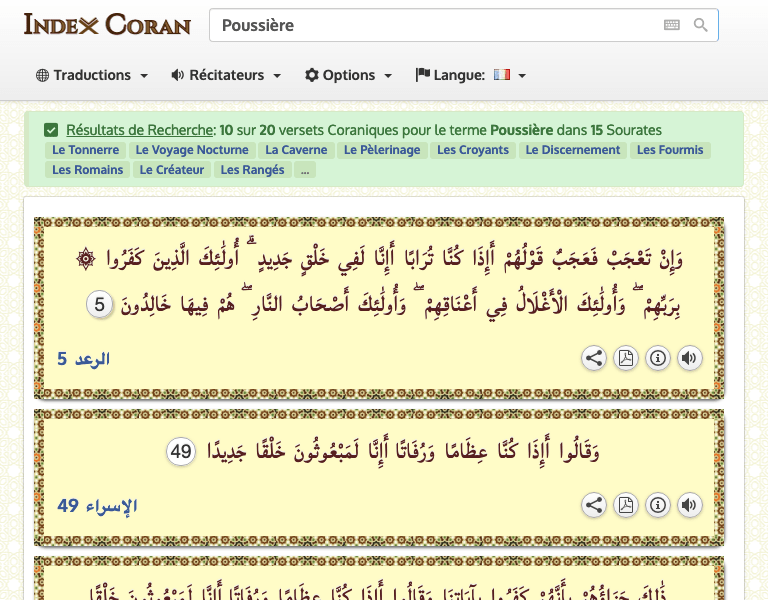 INDEX CORAN
Poussière
Traductions
Récitateurs
Options
Langue:
Résultats de Recherche: 10 sur 20 versets Coraniques pour le terme Poussière dans 15 Sourates
Le Tonnerre Le Voyage Nocturne La Caverne Le Pèlerinage Les Croyants Le Discernement Les Fourmis
Les Romains Le Créateur Les Rangés ...
۞ وَإِنْ تَعْجَبْ فَعَجَبٌ قَوْلُهُمْ أَإِذَا كُنَّا تُرَابًا أَإِنَّا لَفِي خَلْقٍ جَدِيدٍ ۗ أُولَٰئِكَ الَّذِينَ كَفَرُوا
بِرَبِّهِمْ ۖ وَأُولَٰئِكَ الْأَغْلَالُ فِي أَعْنَاقِهِمْ ۖ وَأُولَٰئِكَ أَصْحَابُ النَّارِ ۖ هُمْ فِيهَا خَالِدُونَ 5
الرعد 5
وَقَالُوا أَإِذَا كُنَّا عِظَامًا وَرُفَاتًا أَإِنَّا لَمَبْعُوثُونَ خَلْقًا جَدِيدًا 49
الإسراء 49
ذَٰلِكَ جَزَاؤُهُمْ بِأَنَّهُمْ كَفَرُوا بِآيَاتِنَا وَقَالُوا أَإِذَا كُنَّا عِظَامًا وَرُفَاتًا أَإِنَّا لَمَبْعُوثُونَ خَلْقًا